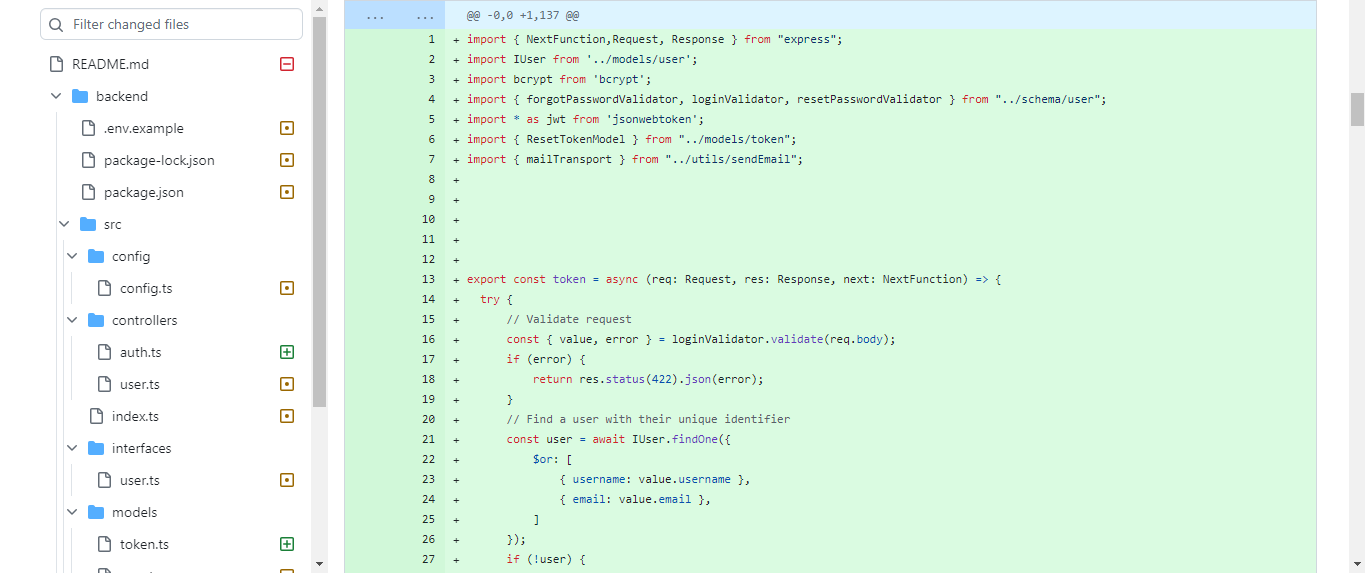 Filter changed files
README.md
backend
.env.example
package-lock.json
package.json
src
config
config.ts
controllers
auth.ts
user.ts
index.ts
interfaces
user.ts
models
token.ts
... ... @@ -0,0 +1,137 @@
1 + import { NextFunction,Request, Response } from "express";
2 + import IUser from '../models/user';
3 + import bcrypt from 'bcrypt';
4 + import { forgotPasswordValidator, loginValidator, resetPasswordValidator } from "../schema/user";
5 + import * as jwt from 'jsonwebtoken';
6 + import { ResetTokenModel } from "../models/token";
7 + import { mailTransport } from "../utils/sendEmail";
8 +
9 +
10 +
11 +
12 +
13 + export const token = async (req: Request, res: Response, next: NextFunction) => {
14 + try {
15 + // Validate request
16 + const { value, error } = loginValidator.validate(req.body);
17 + if (error) {
18 + return res.status(422).json(error);
19 + }
20 + // Find a user with their unique identifier
21 + const user = await IUser.findOne({
22 + $or: [
23 + { username: value.username },
24 + { email: value.email },
25 + ]
26 + });
27 + if (!user) {